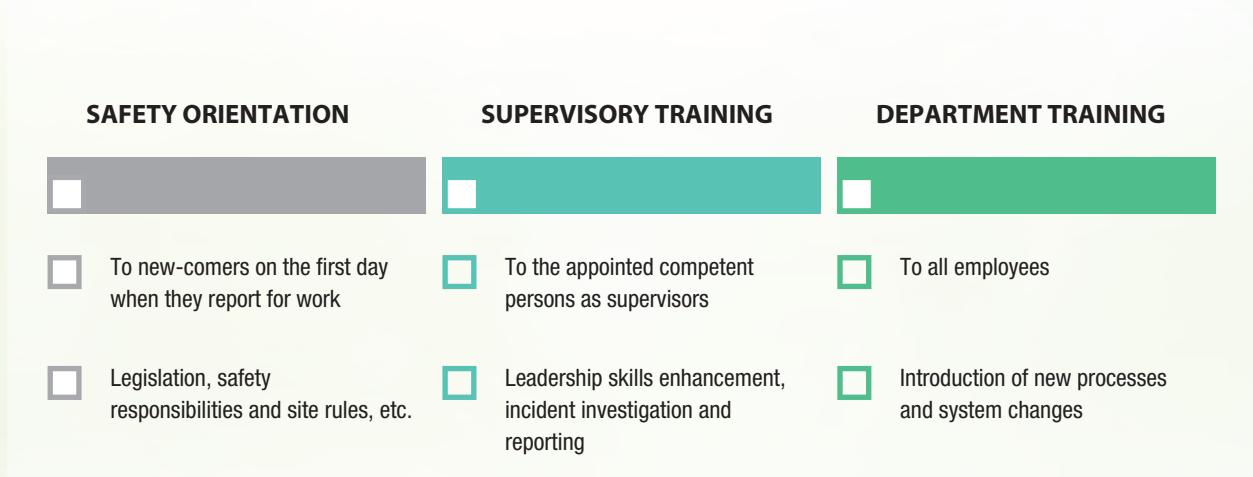 SAFETY ORIENTATION
To new-comers on the first day
when they report for work
Legislation, safety
responsibilities and site rules, etc.
SUPERVISORY TRAINING
To the appointed competent
persons as supervisors
Leadership skills enhancement,
incident investigation and
reporting
DEPARTMENT TRAINING
To all employees
Introduction of new processes
and system changes